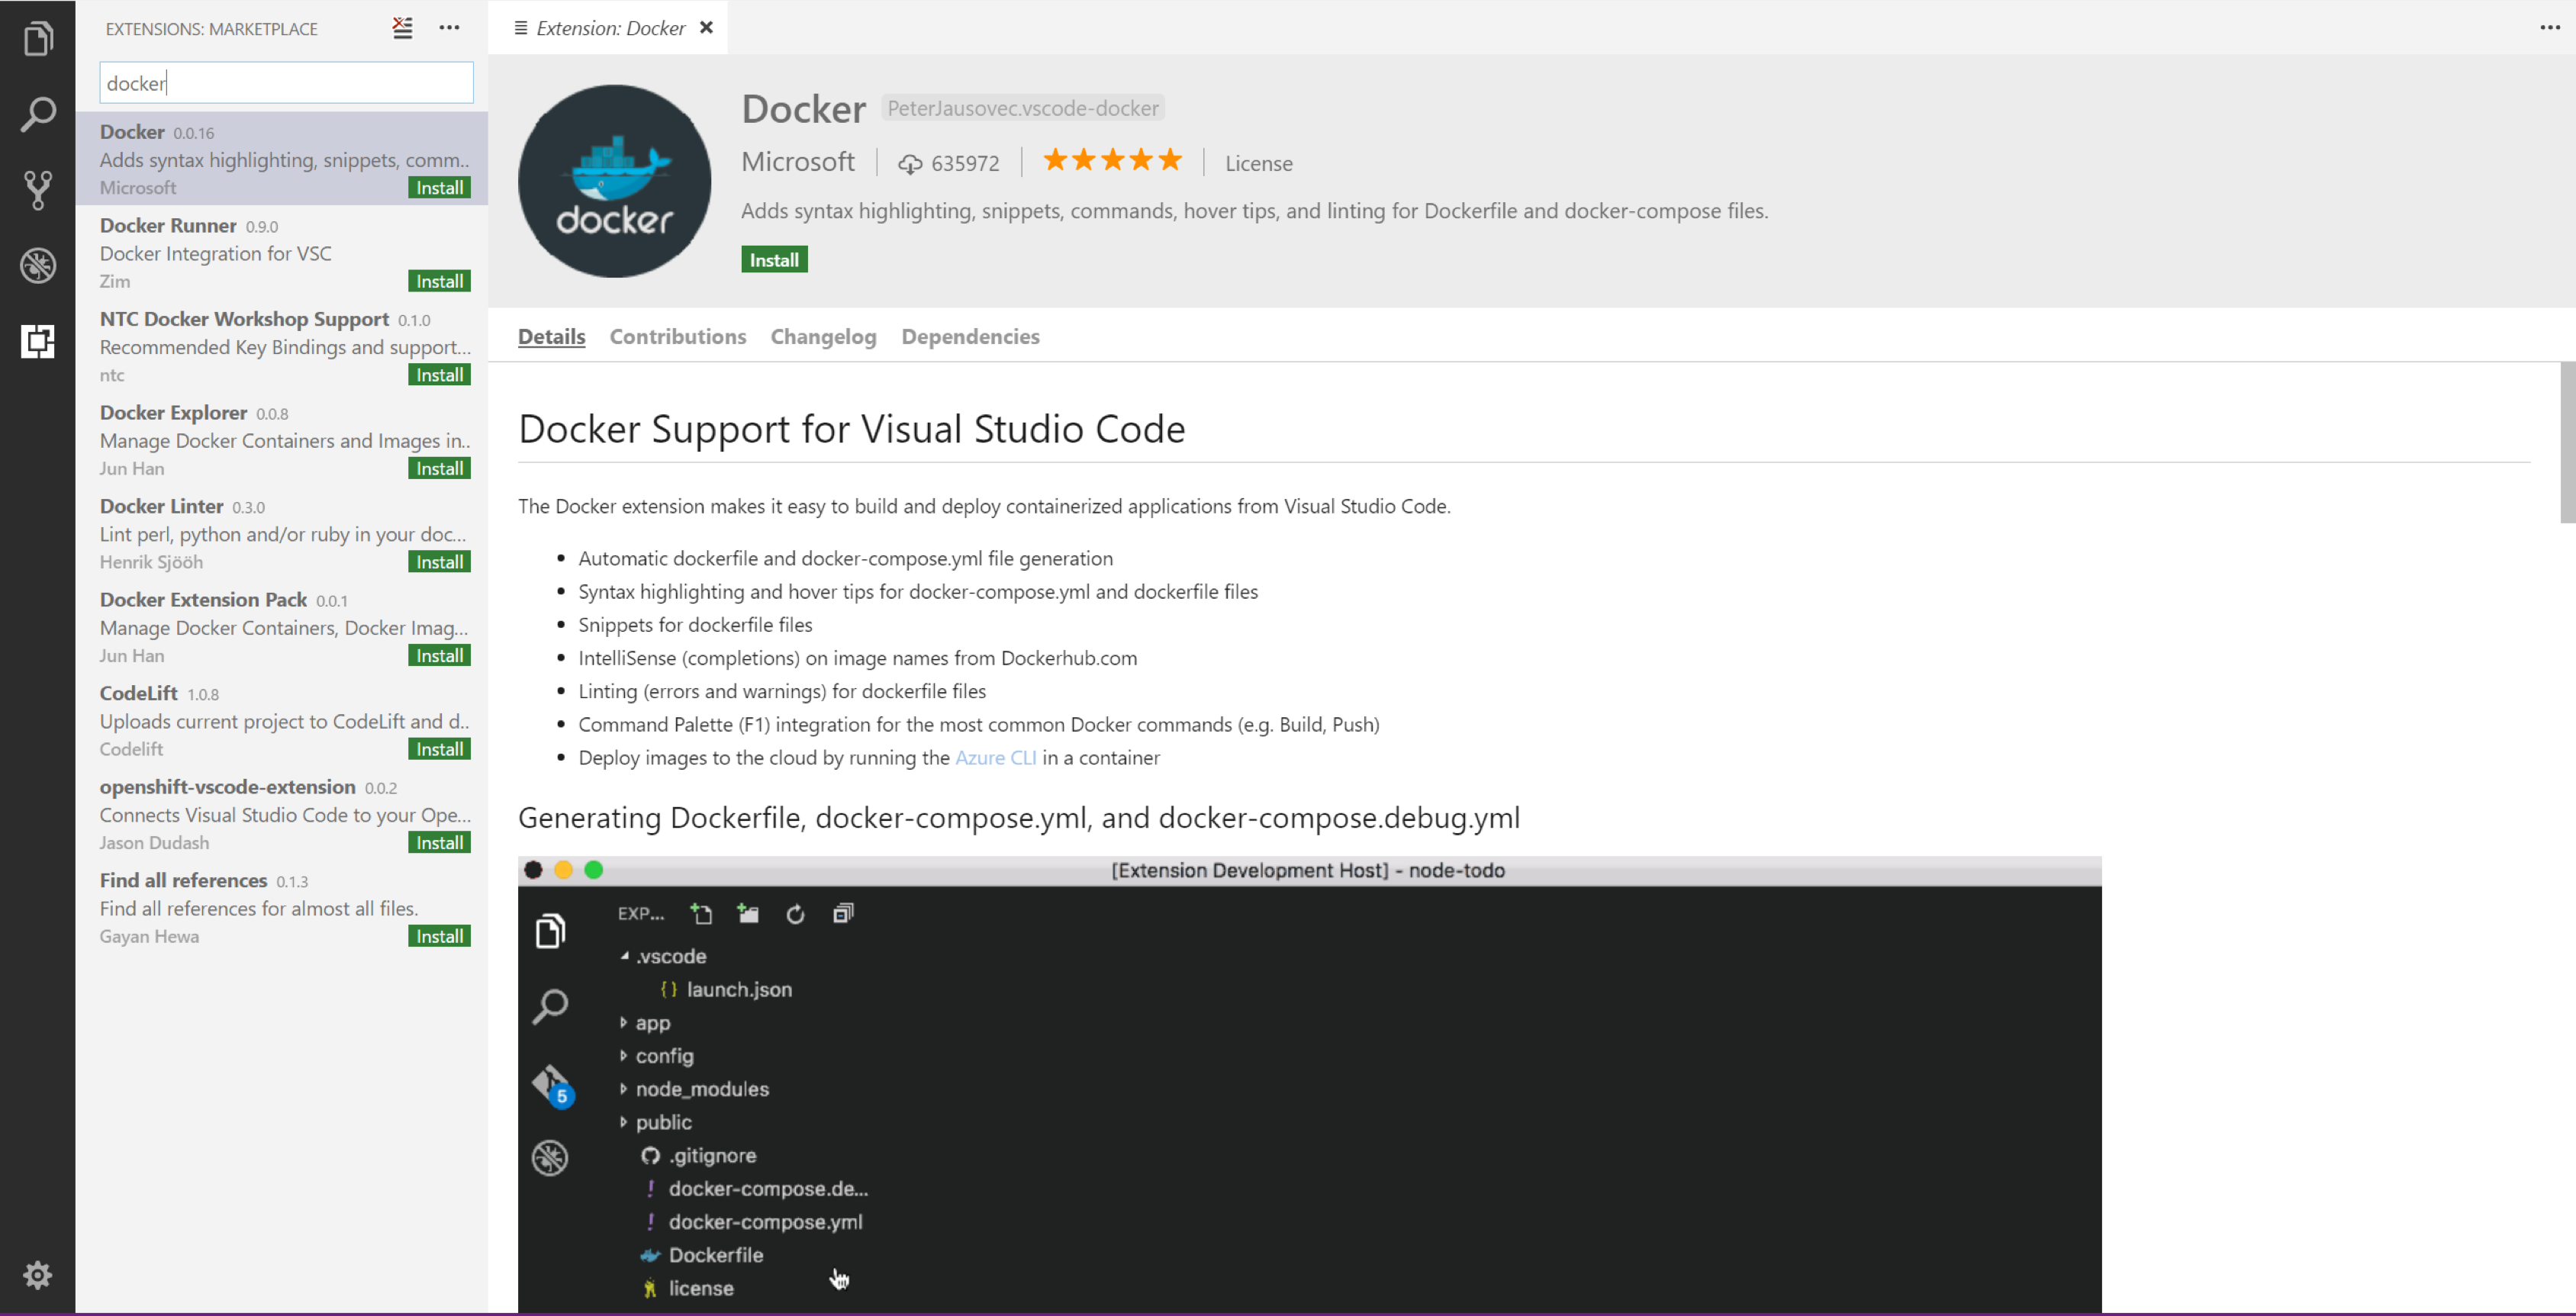 EXTENSIONS: MARKETPLACE
docker
Docker 0.0.16
Adds syntax highlighting, snippets, comm..
Microsoft Install
Docker Runner 0.9.0
Docker Integration for VSC
Zim Install
NTC Docker Workshop Support 0.1.0
Recommended Key Bindings and support...
ntc Install
Docker Explorer 0.0.8
Manage Docker Containers and Images in..
Jun Han Install
Docker Linter 0.3.0
Lint perl, python and/or ruby in your doc...
Henrik Sjööh Install
Docker Extension Pack 0.0.1
Manage Docker Containers, Docker Imag...
Jun Han Install
CodeLift 1.0.8
Uploads current project to CodeLift and d..
Codelift Install
openshift-vscode-extension 0.0.2
Connects Visual Studio Code to your Ope...
Jason Dudash Install
Find all references 0.1.3
Find all references for almost all files.
Gayan Hewa Install
Extension: Docker
docker
Docker PeterJausovec.vscode-docker
Microsoft 635972 License
Adds syntax highlighting, snippets, commands, hover tips, and linting for Dockerfile and docker-compose files.
Install
Details Contributions Changelog Dependencies
Docker Support for Visual Studio Code
The Docker extension makes it easy to build and deploy containerized applications from Visual Studio Code.
• Automatic dockerfile and docker-compose.yml file generation
• Syntax highlighting and hover tips for docker-compose.yml and dockerfile files
• Snippets for dockerfile files
• IntelliSense (completions) on image names from Dockerhub.com
• Linting (errors and warnings) for dockerfile files
• Command Palette (F1) integration for the most common Docker commands (e.g. Build, Push)
• Deploy images to the cloud by running the Azure CLI in a container
Generating Dockerfile, docker-compose.yml, and docker-compose.debug.yml
[Extension Development Host] - node-todo
EXP...
.vscode
{} launch.json
app
config
node_modules
5
public
.gitignore
! docker-compose.de...
! docker-compose.yml
Dockerfile
license